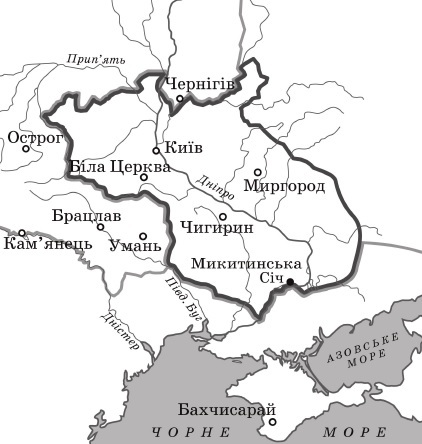 Прип’ять
Чернігів
Острог
Київ
Біла Церква
Дніпро
Миргород
Брацлав
Чигирин
Кам’янець
Умань
Микитинська
Січ
Півд. Буг
Дністер
АЗОВСЬКЕ
МОРЕ
Бахчисарай
ЧОРНЕ МОРЕ